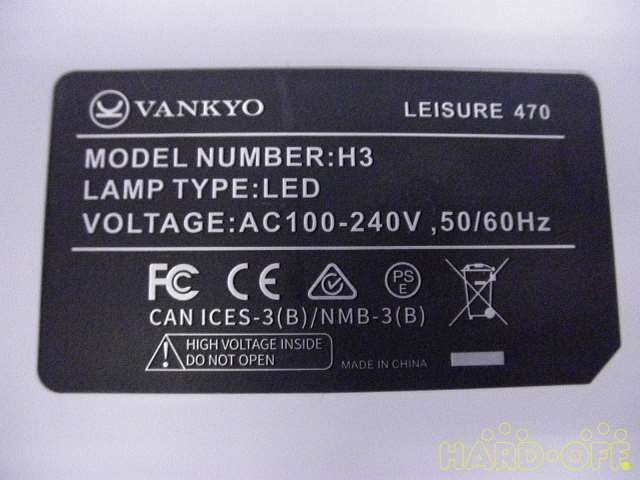 VANKYO
LEISURE 470
MODEL NUMBER:H3
LAMP TYPE:LED
VOLTAGE:AC100-240V ,50/60Hz
FC CE PS E
CAN ICES-3(B)/NMB-3(B)
HIGH VOLTAGE INSIDE
DO NOT OPEN
MADE IN CHINA
HARD-OFF